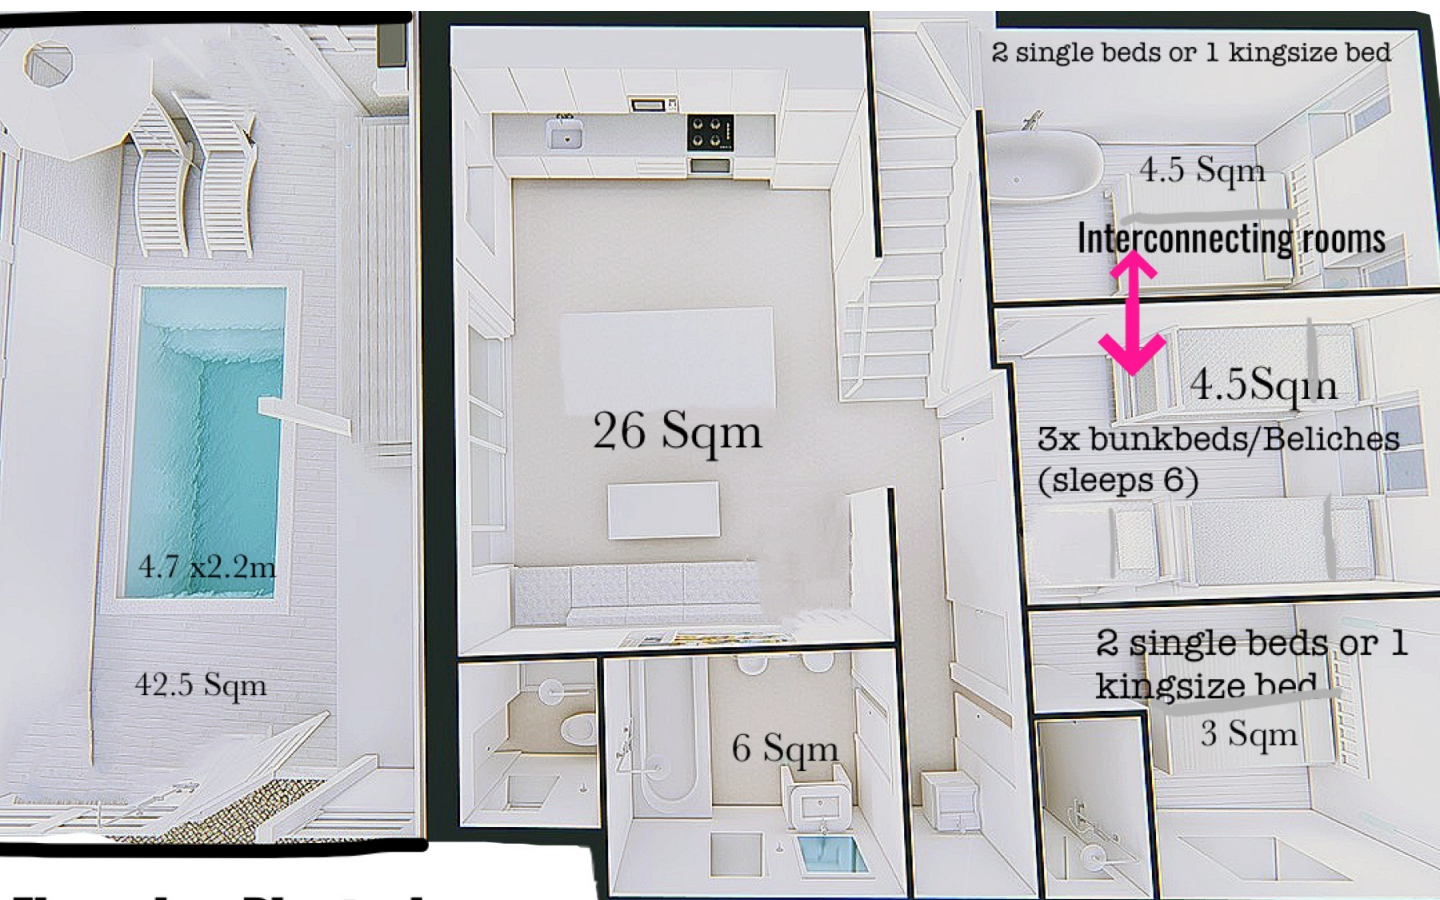 2 single beds or 1 kingsize bed
4.5 Sqm
Interconnecting rooms
4.5Sqm
3x bunkbeds/Beliches
(sleeps 6)
26 Sqm
4.7 x2.2m
42.5 Sqm
2 single beds or 1
kingsize bed
3 Sqm
6 Sqm